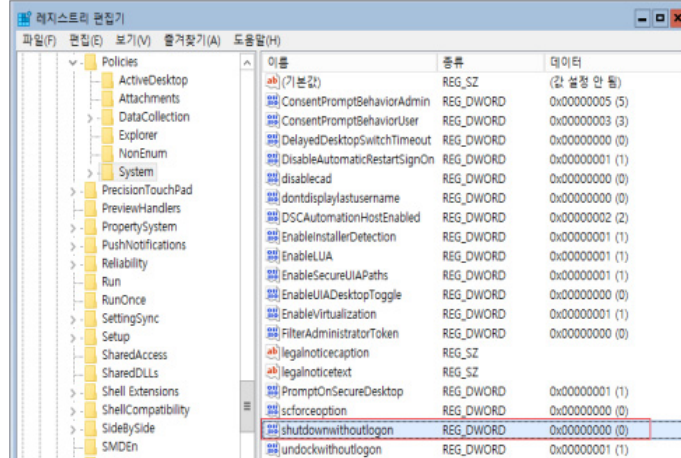 레지스트리 편집기
파일(F) 편집(E) 보기(V) 즐겨찾기(A) 도움말(H)
Policies
ActiveDesktop
Attachments
DataCollection
Explorer
NonEnum
System
PrecisionTouchPad
PreviewHandlers
PropertySystem
PushNotifications
Reliability
Run
RunOnce
SettingSync
Setup
SharedAccess
SharedDLLs
Shell Extensions
ShellCompatibility
SideBySide
SMDEn
이름 종류 데이터
(기본값) REG_SZ (값 설정 안 됨)
ConsentPromptBehaviorAdmin REG_DWORD 0x00000005 (5)
ConsentPromptBehaviorUser REG_DWORD 0x00000003 (3)
DelayedDesktopSwitchTimeout REG_DWORD 0x00000000 (0)
DisableAutomaticRestartSignOn REG_DWORD 0x00000001 (1)
disablecad REG_DWORD 0x00000000 (0)
dontdisplaylastusername REG_DWORD 0x00000000 (0)
DSCAutomationHostEnabled REG_DWORD 0x00000002 (2)
EnableInstallerDetection REG_DWORD 0x00000001 (1)
EnableLUA REG_DWORD 0x00000001 (1)
EnableSecureUIAPaths REG_DWORD 0x00000001 (1)
EnableUIADesktopToggle REG_DWORD 0x00000000 (0)
EnableVirtualization REG_DWORD 0x00000001 (1)
FilterAdministratorToken REG_DWORD 0x00000000 (0)
legalnoticecaption REG_SZ
legalnoticetext REG_SZ
PromptOnSecureDesktop REG_DWORD 0x00000001 (1)
scforceoption REG_DWORD 0x00000000 (0)
shutdownwithoutlogon REG_DWORD 0x00000000 (0)
undockwithoutlogon REG_DWORD 0x00000001 (1)